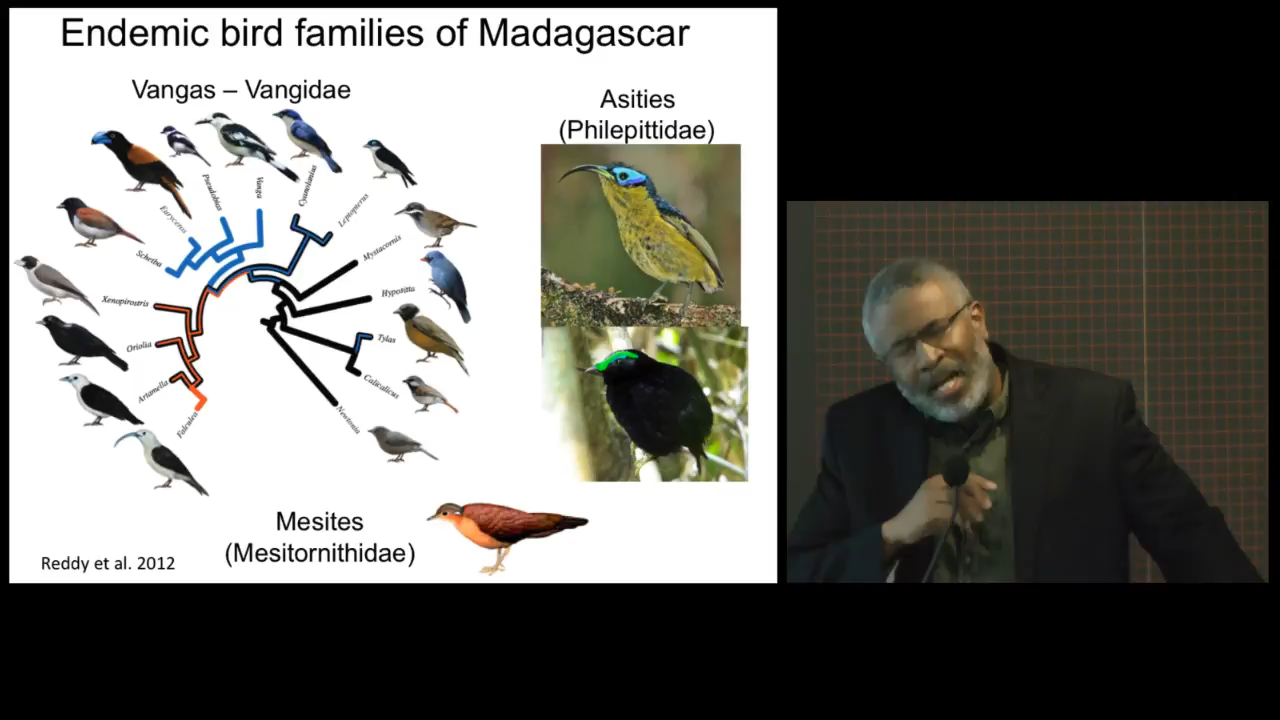 Endemic bird families of Madagascar
Vangas – Vangidae
Asities
(Philepittidae)
Pseudobias
Vanga
Cyanolanius
Euryceros
Leptopterus
Schetba
Mystacornis
Xenopirostris
Hypositta
Oriolia
Tylas
Artamella
Calicalicus
Falculea
Newtonia
Mesites
(Mesitornithidae)
Reddy et al. 2012